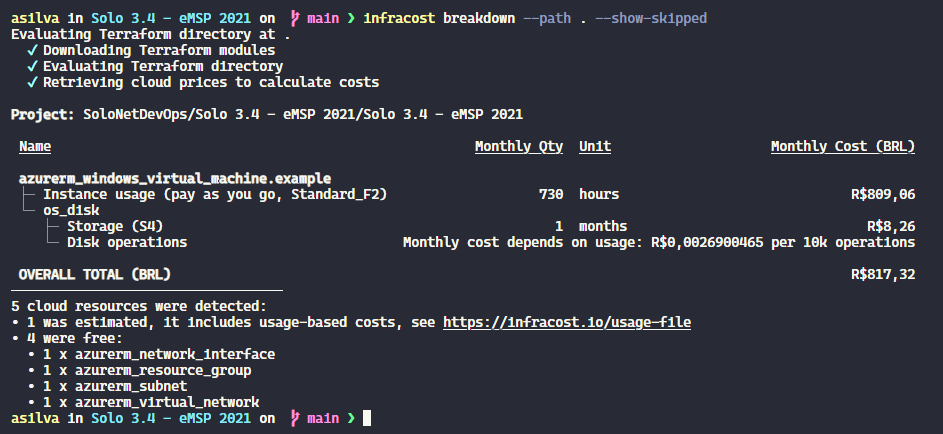 asilva in Solo 3.4 - eMSP 2021 on main ❯ infracost breakdown --path . --show-skipped
Evaluating Terraform directory at .
✓ Downloading Terraform modules
✓ Evaluating Terraform directory
✓ Retrieving cloud prices to calculate costs
Project: SoloNetDevOps/Solo 3.4 - eMSP 2021/Solo 3.4 - eMSP 2021
Name Monthly Qty Unit Monthly Cost (BRL)
azurerm_windows_virtual_machine.example
├─ Instance usage (pay as you go, Standard_F2) 730 hours R$809,06
└─ os_disk
├─ Storage (S4) 1 months R$8,26
└─ Disk operations Monthly cost depends on usage: R$0,0026900465 per 10k operations
OVERALL TOTAL (BRL) R$817,32
5 cloud resources were detected:
• 1 was estimated, it includes usage-based costs, see https://infracost.io/usage-file
• 4 were free:
• 1 x azurerm_network_interface
• 1 x azurerm_resource_group
• 1 x azurerm_subnet
• 1 x azurerm_virtual_network
asilva in Solo 3.4 - eMSP 2021 on main ❯